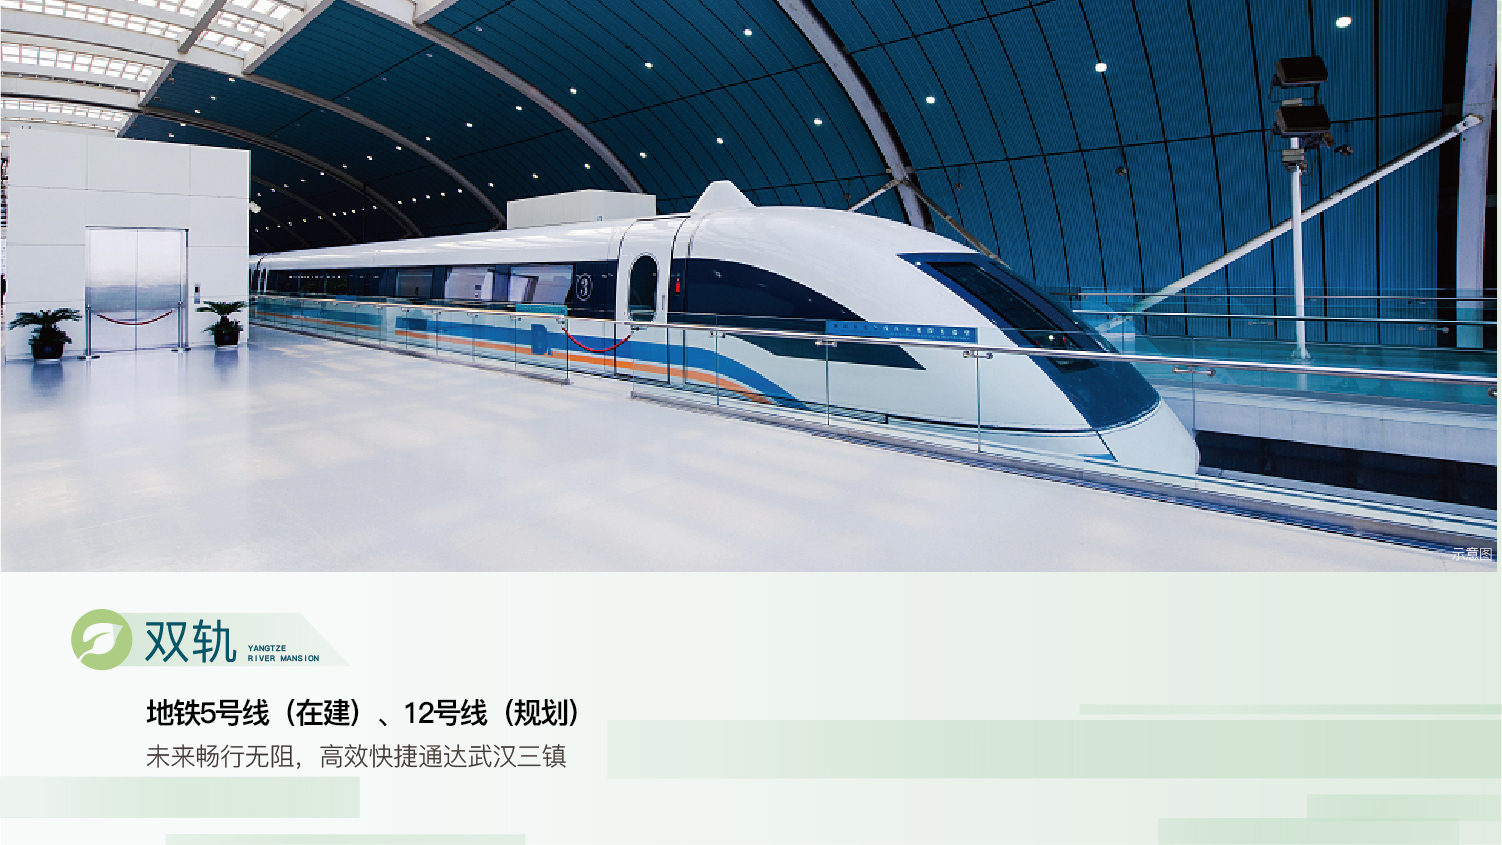 3
示意图
双轨
YANGTZE
RIVER MANSION
地铁5号线（在建）、12号线（规划）
未来畅行无阻，高效快捷通达武汉三镇